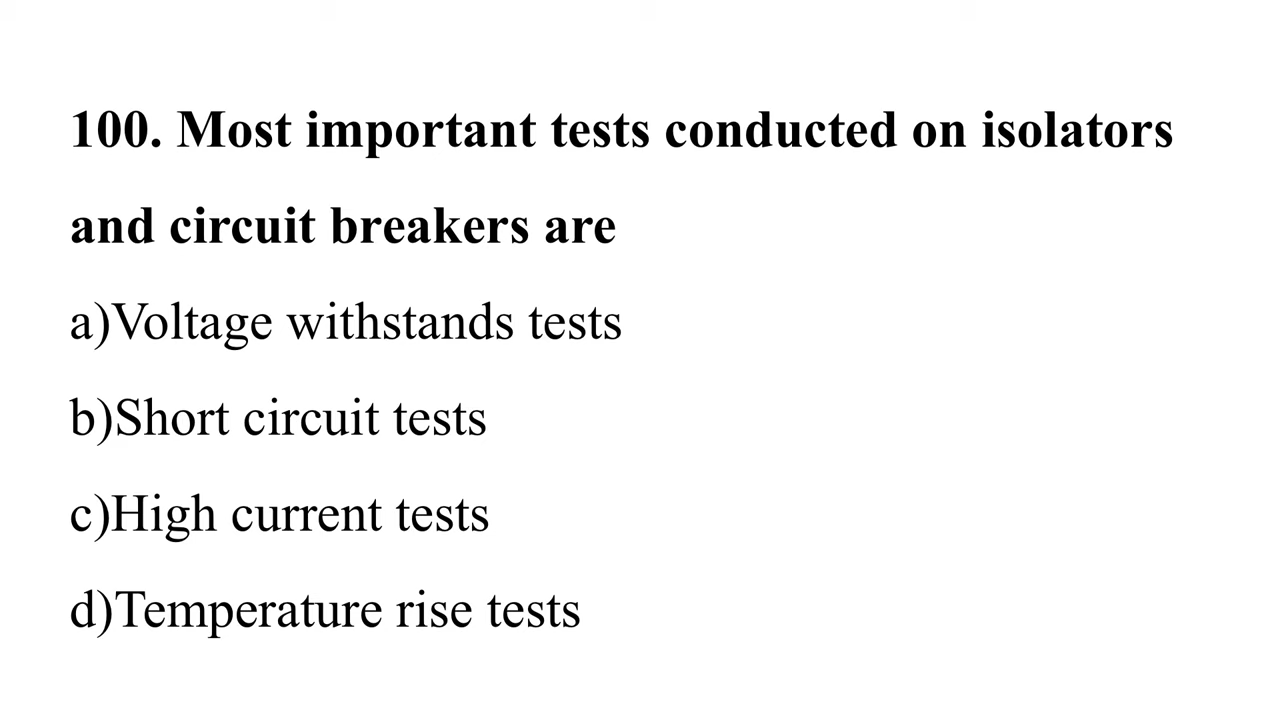 100. Most important tests conducted on isolators
and circuit breakers are
a)Voltage withstands tests
b)Short circuit tests
c)High current tests
d)Temperature rise tests